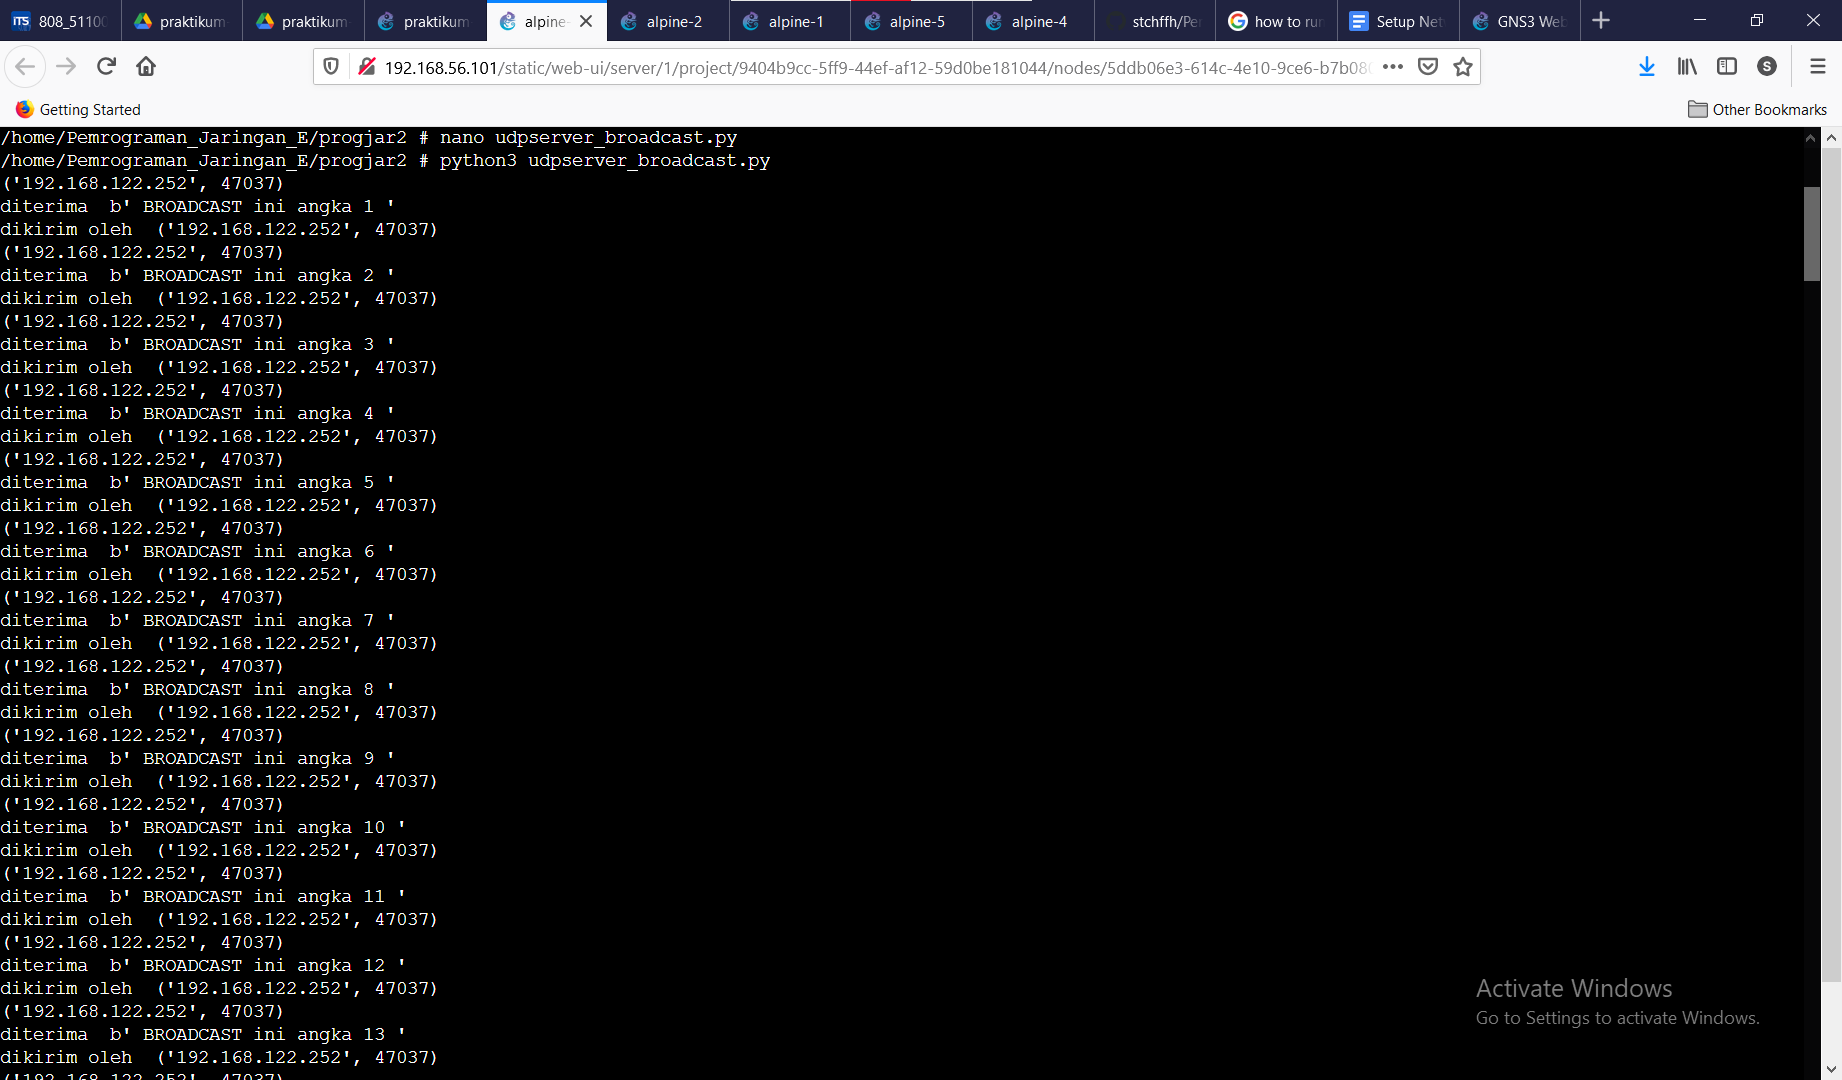 808_5110
praktikum
praktikum
praktikum
alpine-
alpine-2
alpine-1
alpine-5
alpine-4
stchffh/Per
how to run
Setup Net
GNS3 Web
192.168.56.101/static/web-ui/server/1/project/9404b9cc-5ff9-44ef-af12-59d0be181044/nodes/5ddb06e3-614c-4e10-9ce6-b7b080
Getting Started
Other Bookmarks
/home/Pemrograman_Jaringan_E/progjar2 # nano udpserver_broadcast.py
/home/Pemrograman_Jaringan_E/progjar2 # python3 udpserver_broadcast.py
('192.168.122.252', 47037)
diterima  b' BROADCAST ini angka 1 '
dikirim oleh  ('192.168.122.252', 47037)
('192.168.122.252', 47037)
diterima  b' BROADCAST ini angka 2 '
dikirim oleh  ('192.168.122.252', 47037)
('192.168.122.252', 47037)
diterima  b' BROADCAST ini angka 3 '
dikirim oleh  ('192.168.122.252', 47037)
('192.168.122.252', 47037)
diterima  b' BROADCAST ini angka 4 '
dikirim oleh  ('192.168.122.252', 47037)
('192.168.122.252', 47037)
diterima  b' BROADCAST ini angka 5 '
dikirim oleh  ('192.168.122.252', 47037)
('192.168.122.252', 47037)
diterima  b' BROADCAST ini angka 6 '
dikirim oleh  ('192.168.122.252', 47037)
('192.168.122.252', 47037)
diterima  b' BROADCAST ini angka 7 '
dikirim oleh  ('192.168.122.252', 47037)
('192.168.122.252', 47037)
diterima  b' BROADCAST ini angka 8 '
dikirim oleh  ('192.168.122.252', 47037)
('192.168.122.252', 47037)
diterima  b' BROADCAST ini angka 9 '
dikirim oleh  ('192.168.122.252', 47037)
('192.168.122.252', 47037)
diterima  b' BROADCAST ini angka 10 '
dikirim oleh  ('192.168.122.252', 47037)
('192.168.122.252', 47037)
diterima  b' BROADCAST ini angka 11 '
dikirim oleh  ('192.168.122.252', 47037)
('192.168.122.252', 47037)
diterima  b' BROADCAST ini angka 12 '
dikirim oleh  ('192.168.122.252', 47037)
('192.168.122.252', 47037)
diterima  b' BROADCAST ini angka 13 '
dikirim oleh  ('192.168.122.252', 47037)
('192.168.122.252', 47037)
Activate Windows
Go to Settings to activate Windows.